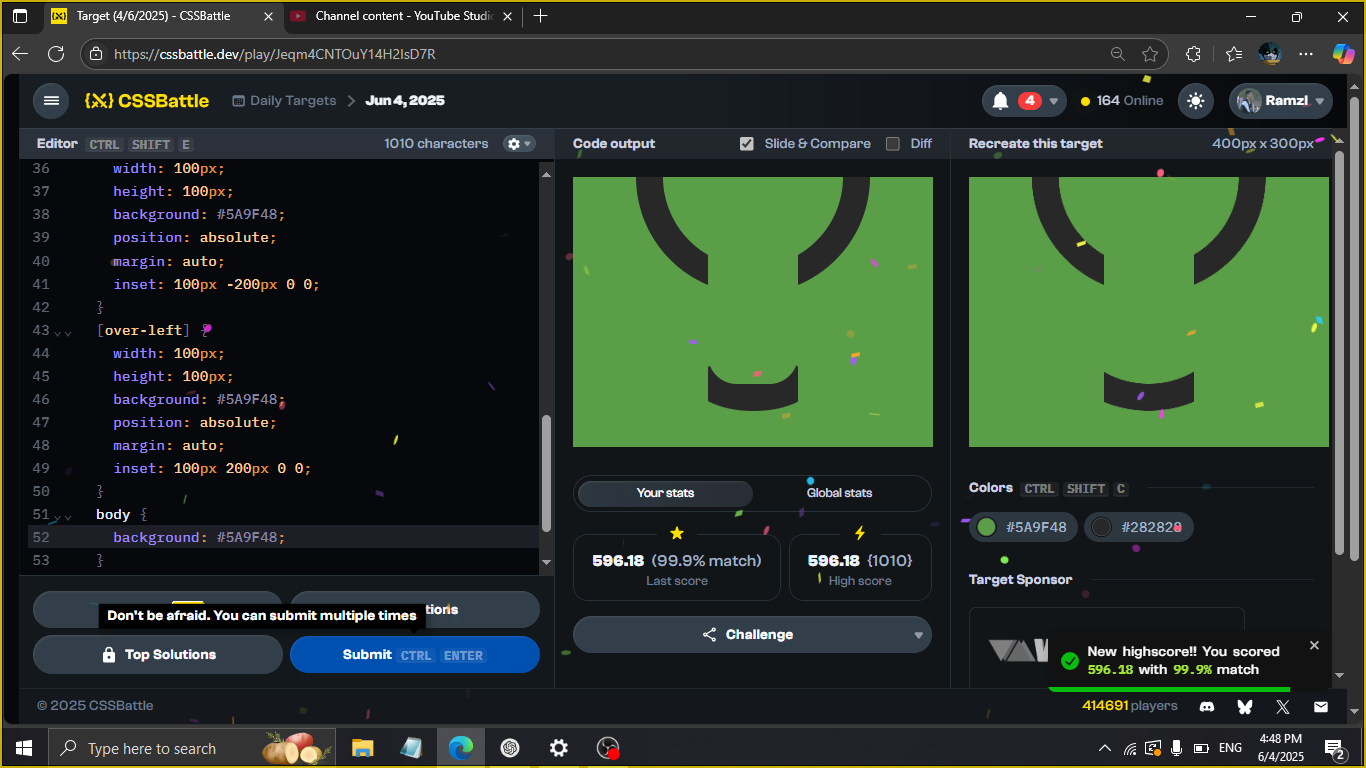 Target (4/6/2025) - CSSBattle
Channel content - YouTube Studio
https://cssbattle.dev/play/Jeqm4CNTOuY14H2IsD7R
{X} CSSBattle
Daily Targets > Jun 4, 2025
4
164 Online
Ramzl
Editor CTRL SHIFT E
1010 characters
Code output
Slide & Compare
Diff
Recreate this target
400px x 300px
36 width: 100px;
37 height: 100px;
38 background: #5A9F48;
39 position: absolute;
40 margin: auto;
41 inset: 100px -200px 0 0;
42 }
43 [over-left] {
44 width: 100px;
45 height: 100px;
46 background: #5A9F48;
47 position: absolute;
48 margin: auto;
49 inset: 100px 200px 0 0;
50 }
51 body {
52 background: #5A9F48;
53 }
Your stats
Global stats
596.18 (99.9% match)
Last score
596.18 {1010}
High score
Challenge
Colors CTRL SHIFT C
#5A9F48
#282828
Target Sponsor
Don't be afraid. You can submit multiple times
tions
Top Solutions
Submit CTRL ENTER
New highscore!! You scored
596.18 with 99.9% match
© 2025 CSSBattle
414691 players
Type here to search
ENG
4:48 PM
6/4/2025
2